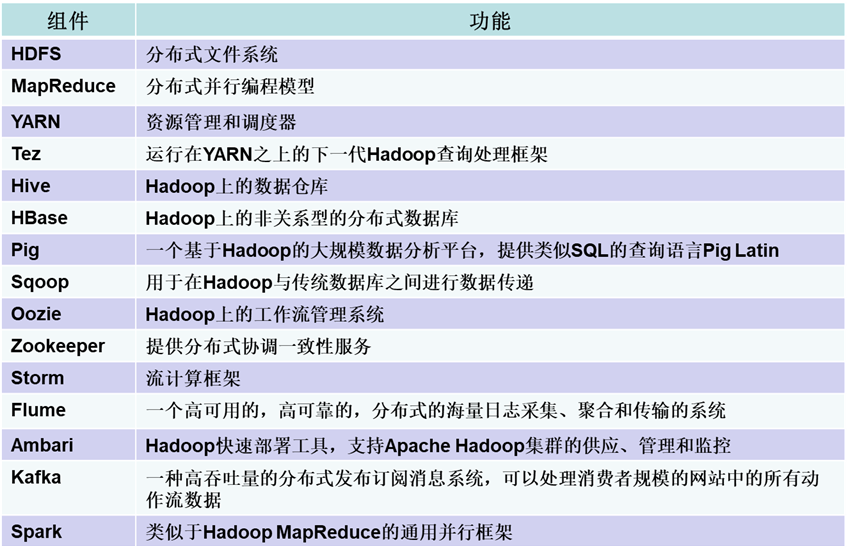 组件 功能
HDFS 分布式文件系统
MapReduce 分布式并行编程模型
YARN 资源管理和调度器
Tez 运行在YARN之上的下一代Hadoop查询处理框架
Hive Hadoop上的数据仓库
HBase Hadoop上的非关系型的分布式数据库
Pig 一个基于Hadoop的大规模数据分析平台，提供类似SQL的查询语言Pig Latin
Sqoop 用于在Hadoop与传统数据库之间进行数据传递
Oozie Hadoop上的工作流管理系统
Zookeeper 提供分布式协调一致性服务
Storm 流计算框架
Flume 一个高可用的，高可靠的，分布式的海量日志采集、聚合和传输的系统
Ambari Hadoop快速部署工具，支持Apache Hadoop集群的供应、管理和监控
Kafka 一种高吞吐量的分布式发布订阅消息系统，可以处理消费者规模的网站中的所有动
作流数据
Spark 类似于Hadoop MapReduce的通用并行框架